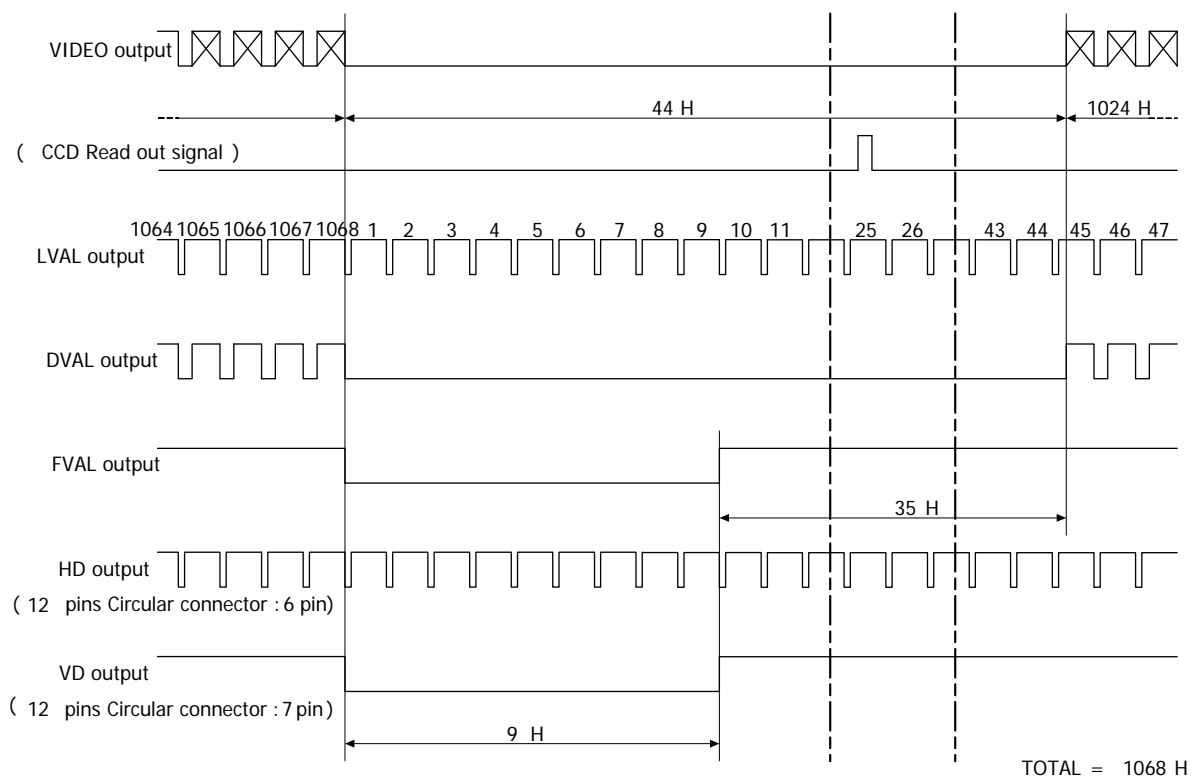 VIDEO output
44 H
1024 H
( CCD Read out signal )
1064 1065 1066 1067 1068 1 2 3 4 5 6 7 8 9 10 11 25 26 43 44 45 46 47
LVAL output
DVAL output
FVAL output
35 H
HD output
( 12 pins Circular connector : 6 pin)
VD output
( 12 pins Circular connector : 7 pin)
9 H
TOTAL = 1068 H